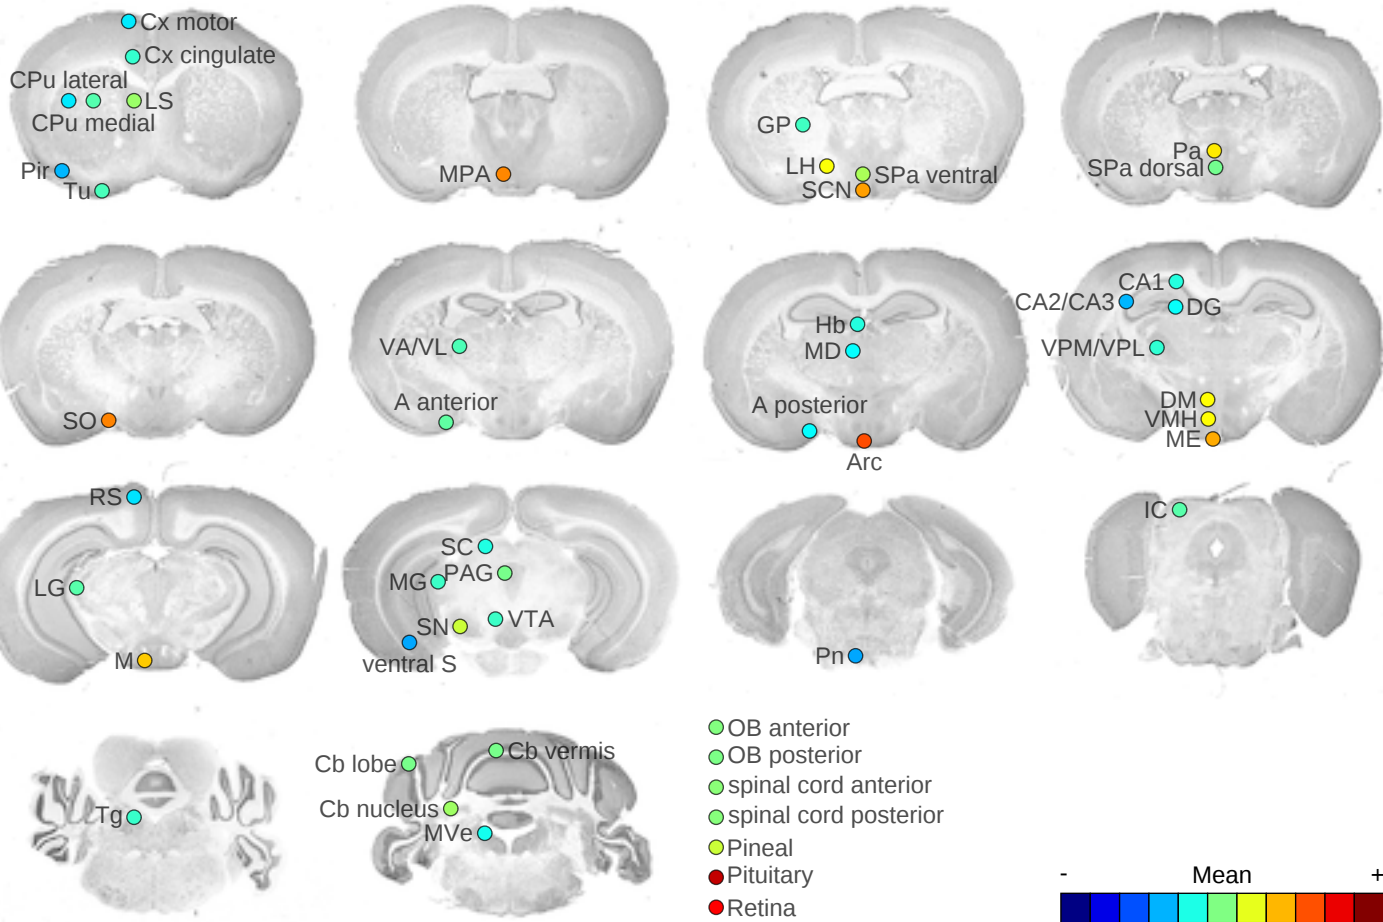 Cx motor
Cx cingulate
CPu lateral
LS
CPu medial
Pir
Tu
MPA
GP
LH
SPa ventral
SCN
Pa
SPa dorsal
SO
VA/VL
A anterior
Hb
MD
A posterior
Arc
CA1
CA2/CA3
DG
VPM/VPL
DM
VMH
ME
RS
LG
M
SC
PAG
MG
VTA
SN
ventral S
Pn
IC
Tg
Cb vermis
Cb lobe
Cb nucleus
MVe
OB anterior
OB posterior
spinal cord anterior
spinal cord posterior
Pineal
Pituitary
Retina
- Mean +